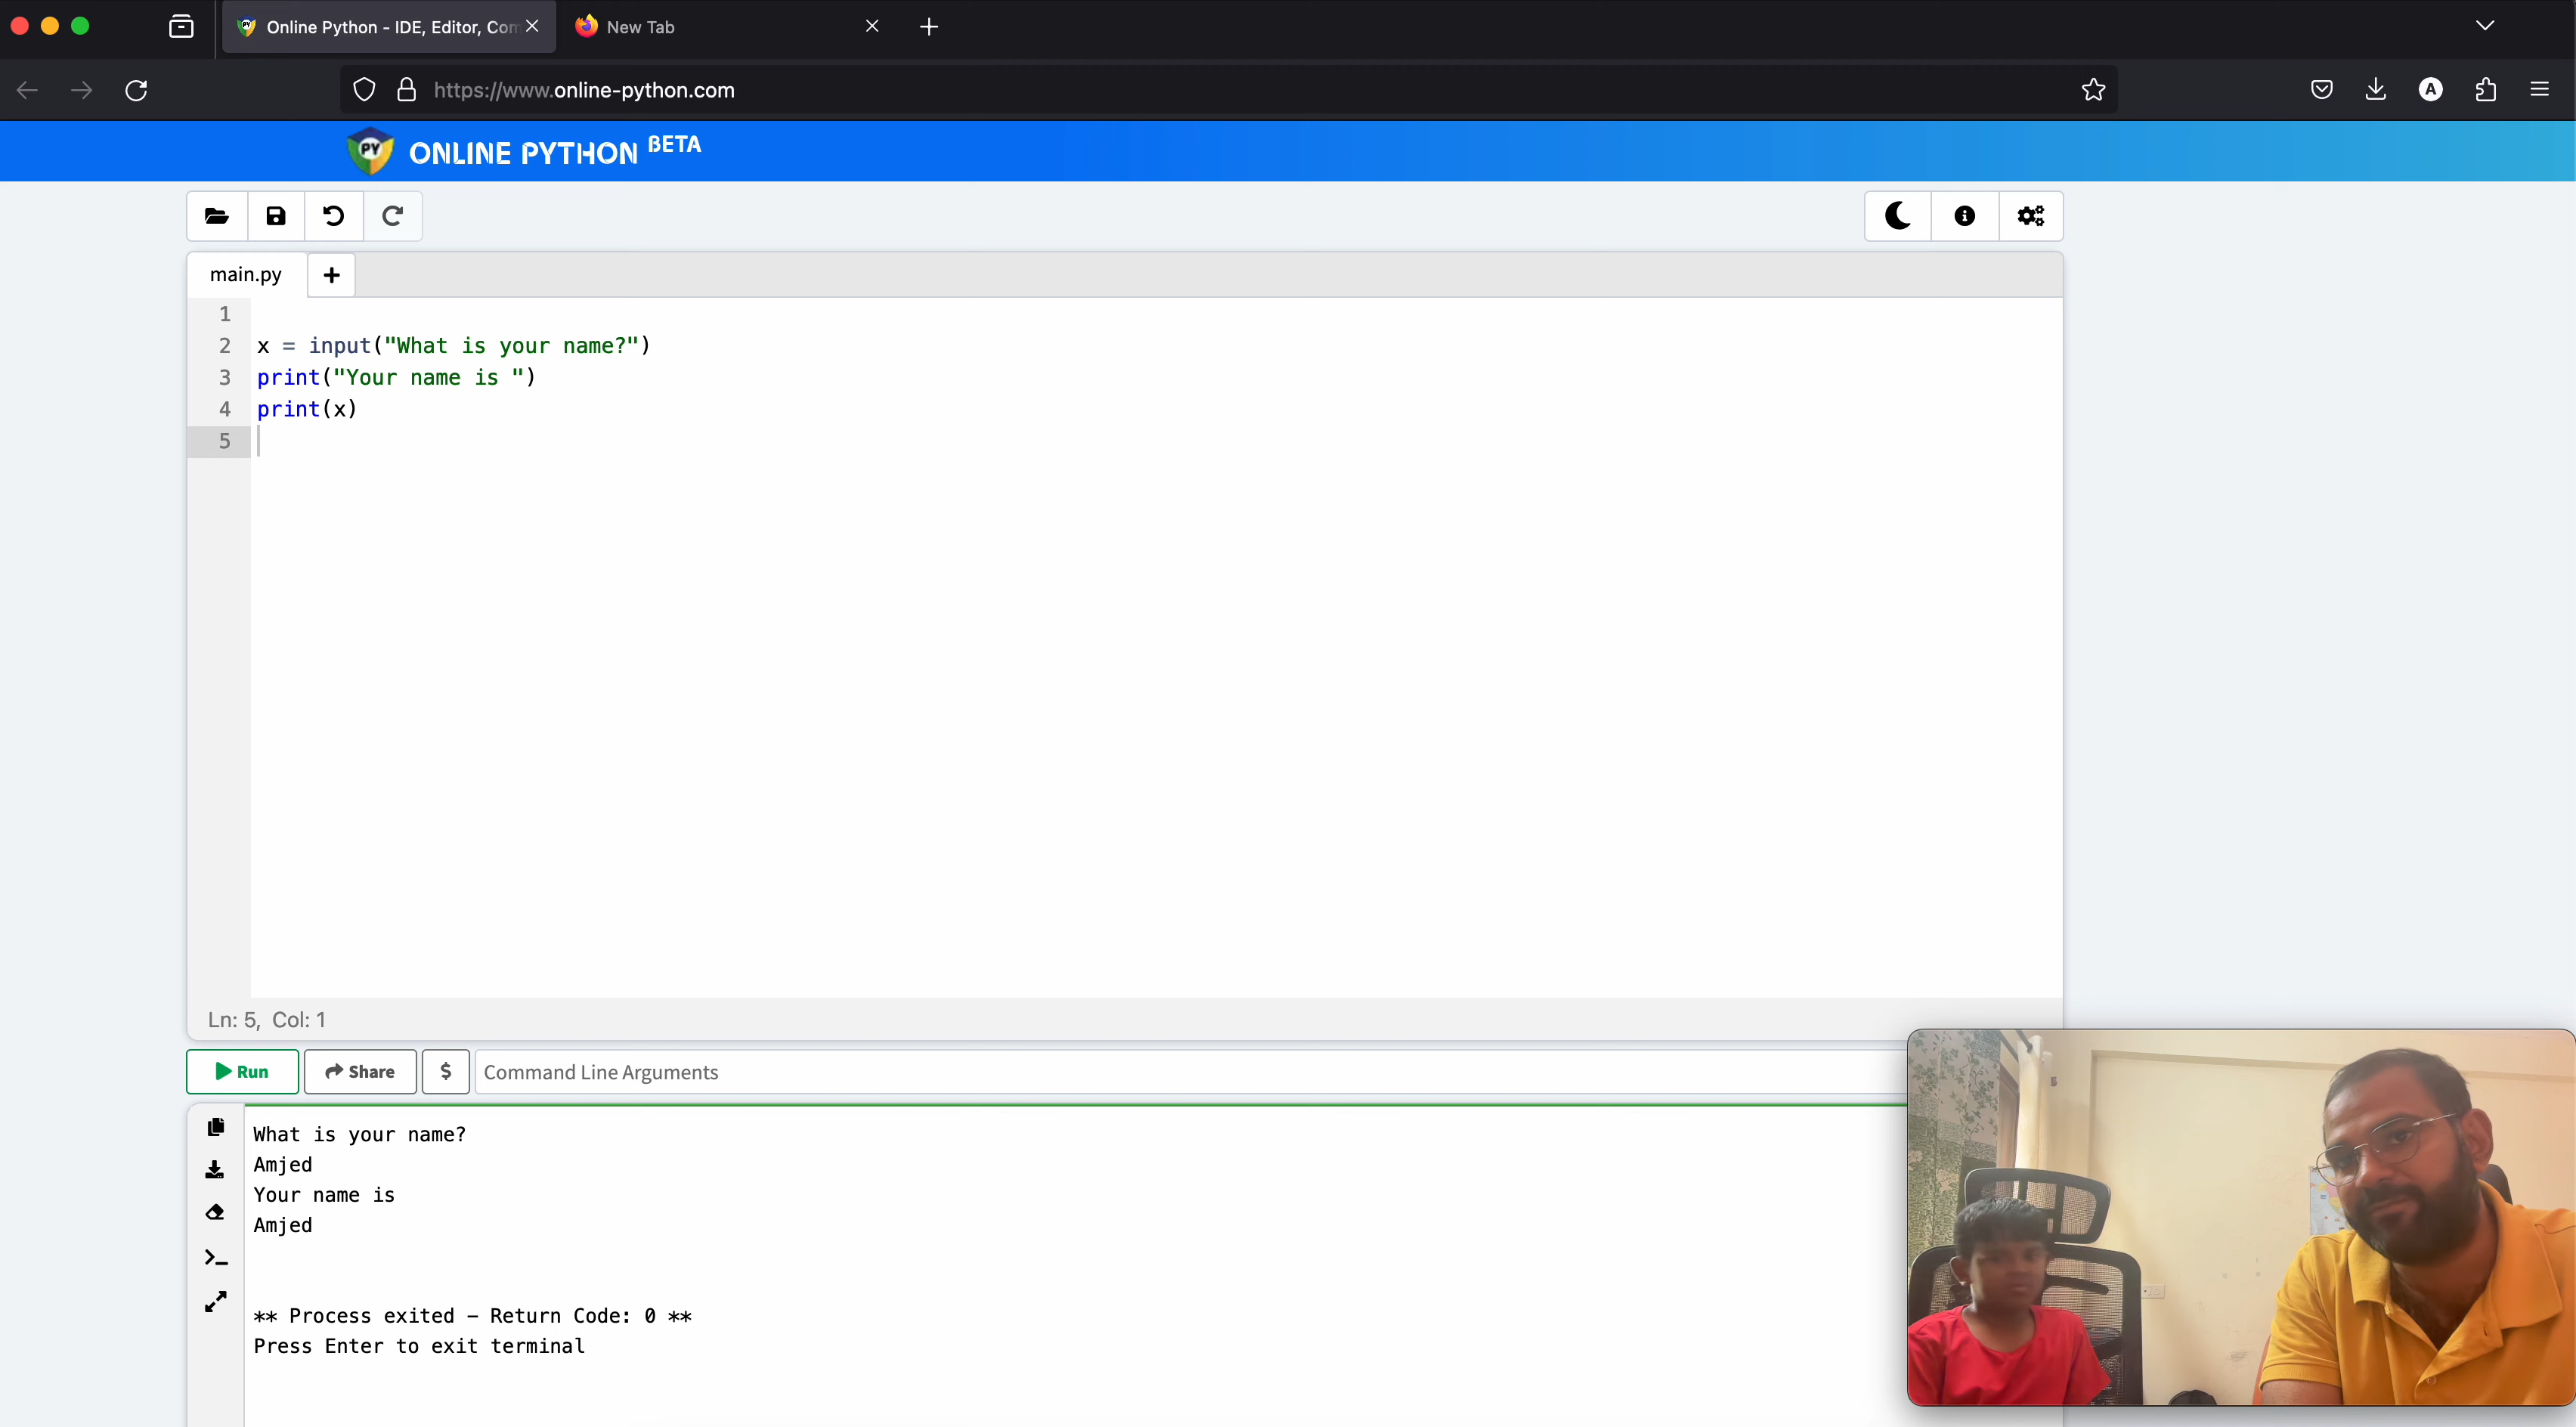 Online Python - IDE, Editor, Com
New Tab
https://www.online-python.com
A
PY ONLINE PYTHON BETA
main.py
1
2 x = input("What is your name?")
3 print("Your name is ")
4 print(x)
5
Ln: 5, Col: 1
Run Share $ Command Line Arguments
What is your name?
Amjed
Your name is
Amjed
** Process exited - Return Code: 0 **
Press Enter to exit terminal